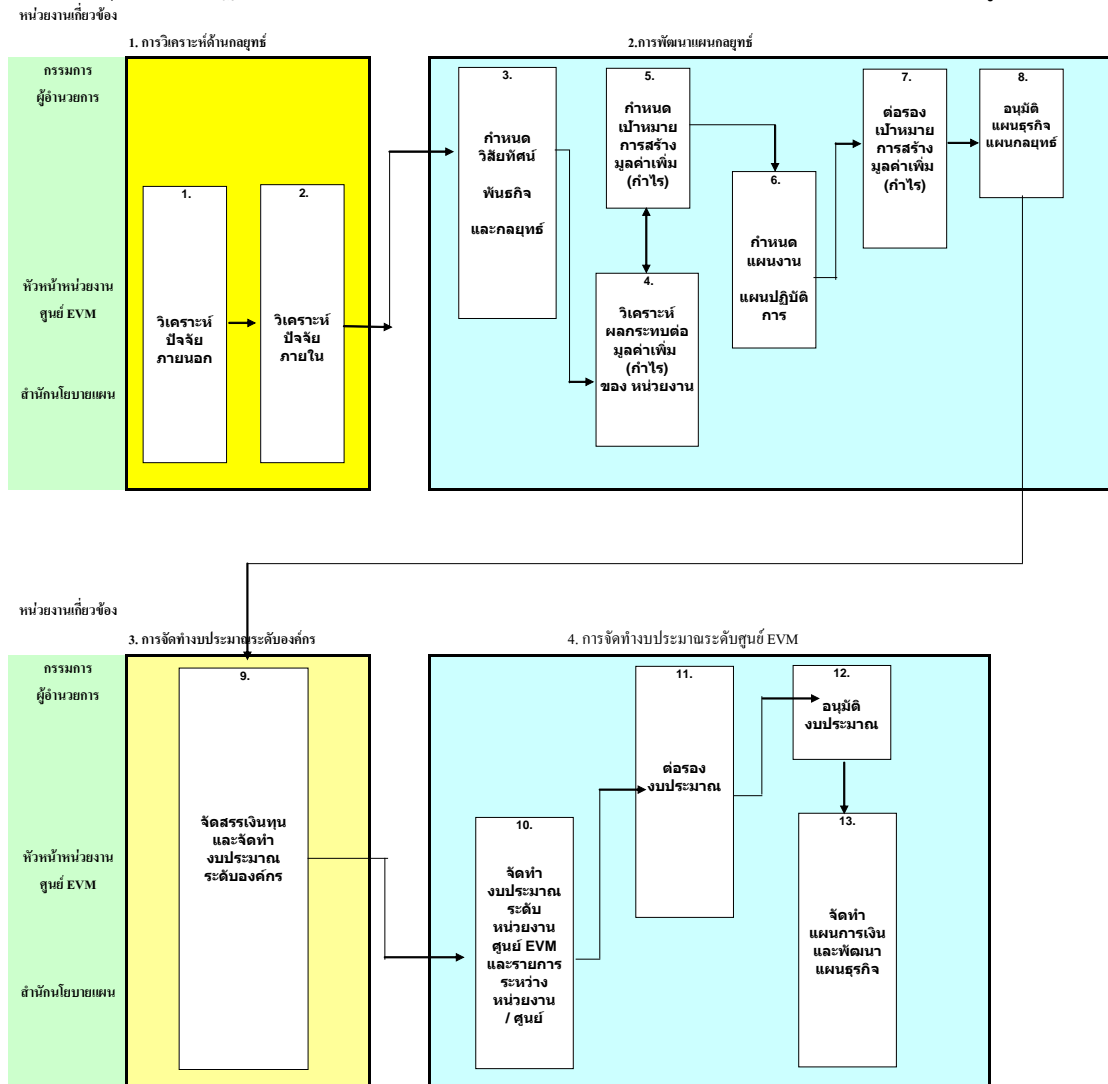 หน่วยงานเกี่ยวข้อง
1. การวิเคราะห์ด้านกลยุทธ์
2.การพัฒนาแผนกลยุทธ์
กรรมการ
ผู้อำนวยการ
หัวหน้าหน่วยงาน
ศูนย์ EVM
สำนักนโยบายแผน
1.
วิเคราะห์
ปัจจัย
ภายนอก
2.
วิเคราะห์
ปัจจัย
ภายใน
3.
กำหนด
วิสัยทัศน์
พันธกิจ
และกลยุทธ์
5.
กำหนด
เป้าหมาย
การสร้าง
มูลค่าเพิ่ม
(กำไร)
4.
วิเคราะห์
ผลกระทบต่อ
มูลค่าเพิ่ม
(กำไร)
ของ หน่วยงาน
6.
กำหนด
แผนงาน
แผนปฏิบัติ
การ
7.
ต่อรอง
เป้าหมาย
การสร้าง
มูลค่าเพิ่ม
(กำไร)
8.
อนุมัติ
แผนธุรกิจ
แผนกลยุทธ์
หน่วยงานเกี่ยวข้อง
3. การจัดทำงบประมาณระดับองค์กร
4. การจัดทำงบประมาณระดับศูนย์ EVM
กรรมการ
ผู้อำนวยการ
หัวหน้าหน่วยงาน
ศูนย์ EVM
สำนักนโยบายแผน
9.
จัดสรรเงินทุน
และจัดทำ
งบประมาณ
ระดับองค์กร
10.
จัดทำ
งบประมาณ
ระดับ
หน่วยงาน
ศูนย์ EVM
และรายการ
ระหว่าง
หน่วยงาน
/ ศูนย์
11.
ต่อรอง
งบประมาณ
12.
อนุมัติ
งบประมาณ
13.
จัดทำ
แผนการเงิน
และพัฒนา
แผนธุรกิจ